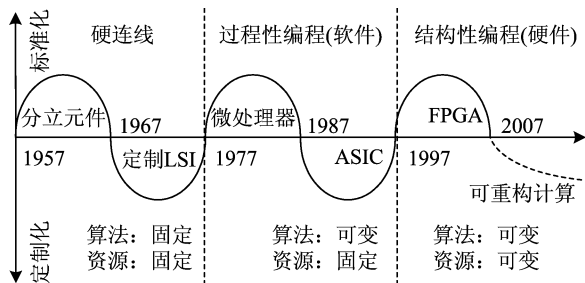 标准化
硬连线
过程性编程(软件)
结构性编程(硬件)
分立元件
1967
微处理器
1987
FPGA
2007
1957
定制LSI
1977
ASIC
1997
可重构计算
定制化
算法：固定
资源：固定
算法：可变
资源：固定
算法：可变
资源：可变